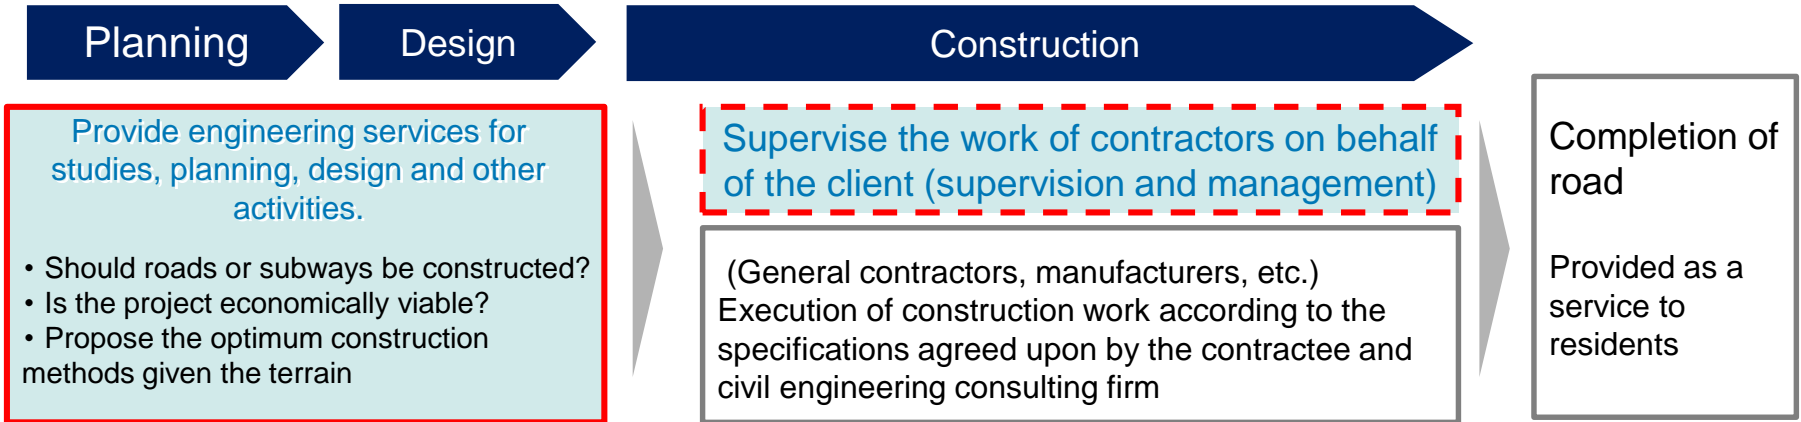 Planning
Design
Construction
Provide engineering services for
studies, planning, design and other
activities.
• Should roads or subways be constructed?
• Is the project economically viable?
• Propose the optimum construction
methods given the terrain
Supervise the work of contractors on behalf
of the client (supervision and management)
(General contractors, manufacturers, etc.)
Execution of construction work according to the
specifications agreed upon by the contractee and
civil engineering consulting firm
Completion of
road
Provided as a
service to
residents